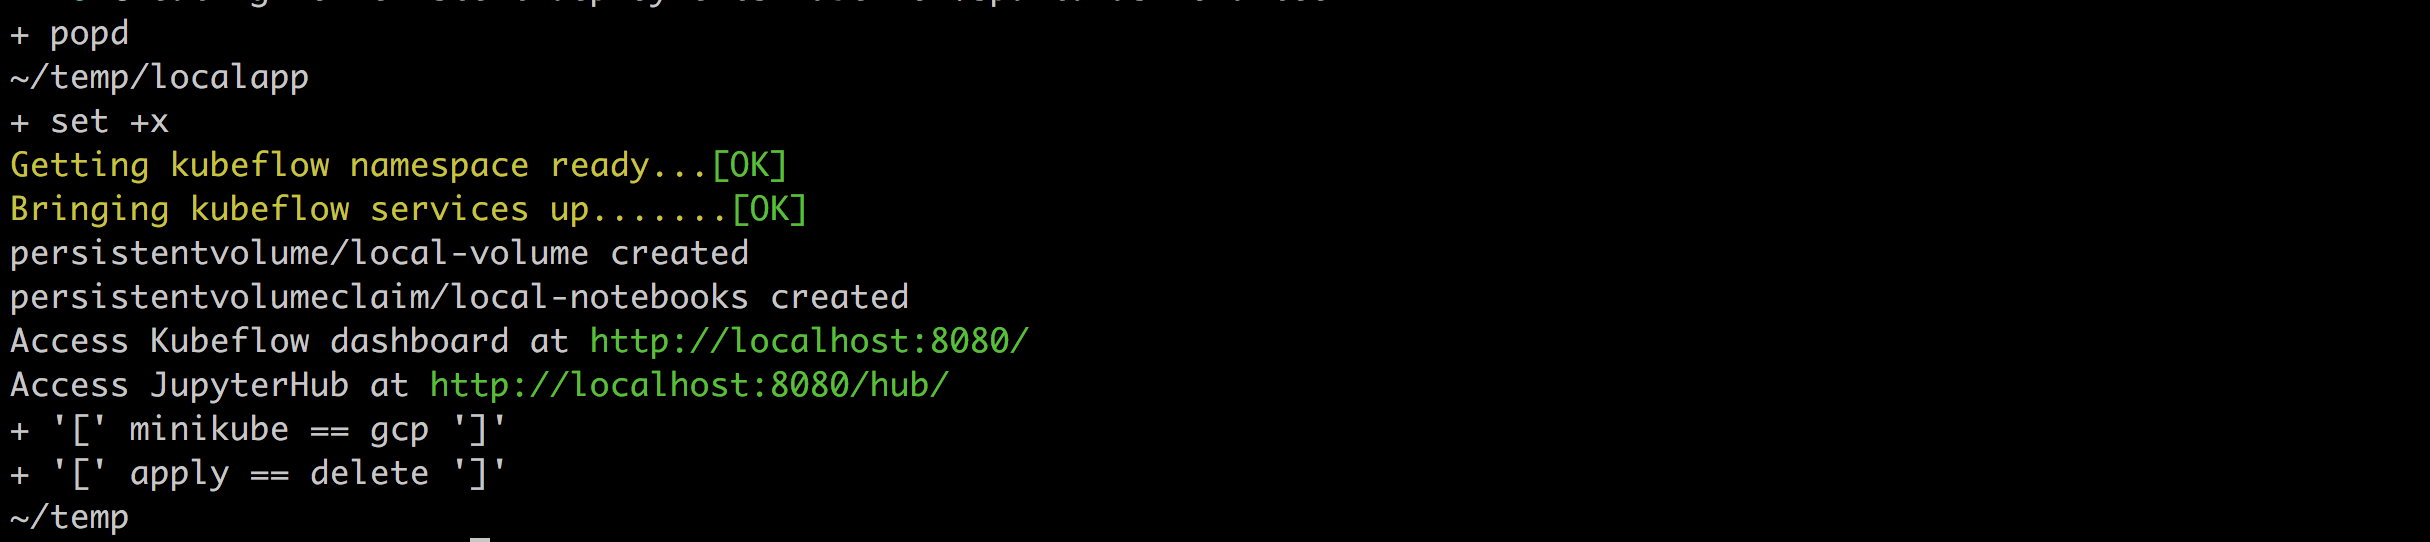 + popd
~/temp/localapp
+ set +x
Getting kubeflow namespace ready...[OK]
Bringing kubeflow services up.......[OK]
persistentvolume/local-volume created
persistentvolumeclaim/local-notebooks created
Access Kubeflow dashboard at http://localhost:8080/
Access JupyterHub at http://localhost:8080/hub/
+ '[' minikube == gcp ']'
+ '[' apply == delete ']'
~/temp